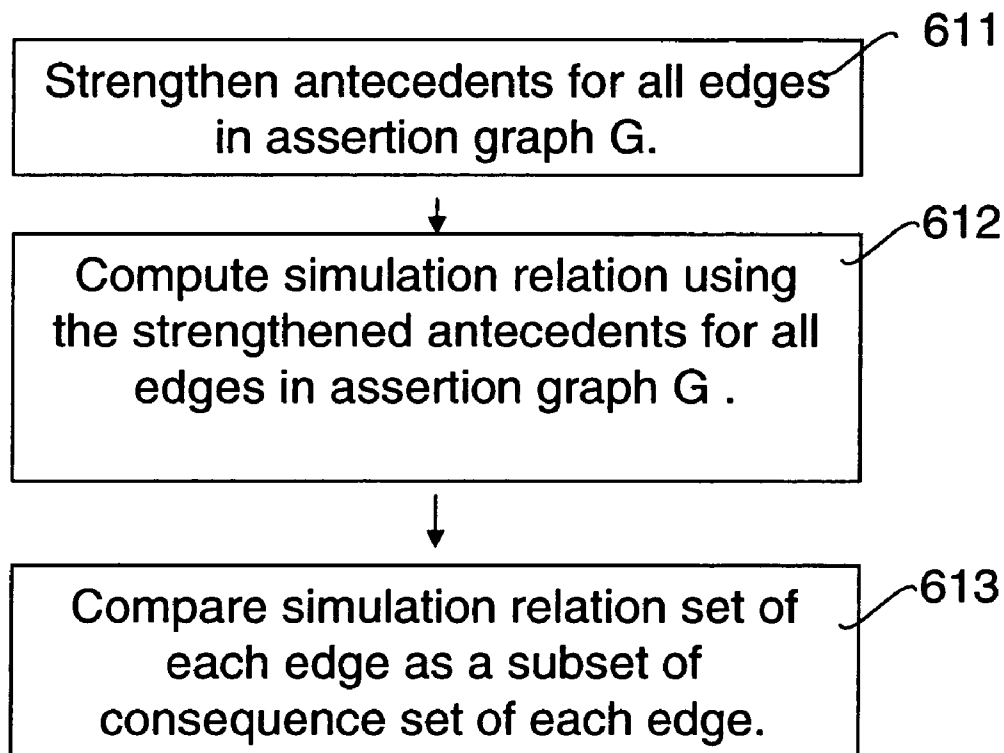 611
Strengthen antecedents for all edges
in assertion graph G.
612
Compute simulation relation using
the strengthened antecedents for all
edges in assertion graph G .
613
Compare simulation relation set of
each edge as a subset of
consequence set of each edge.